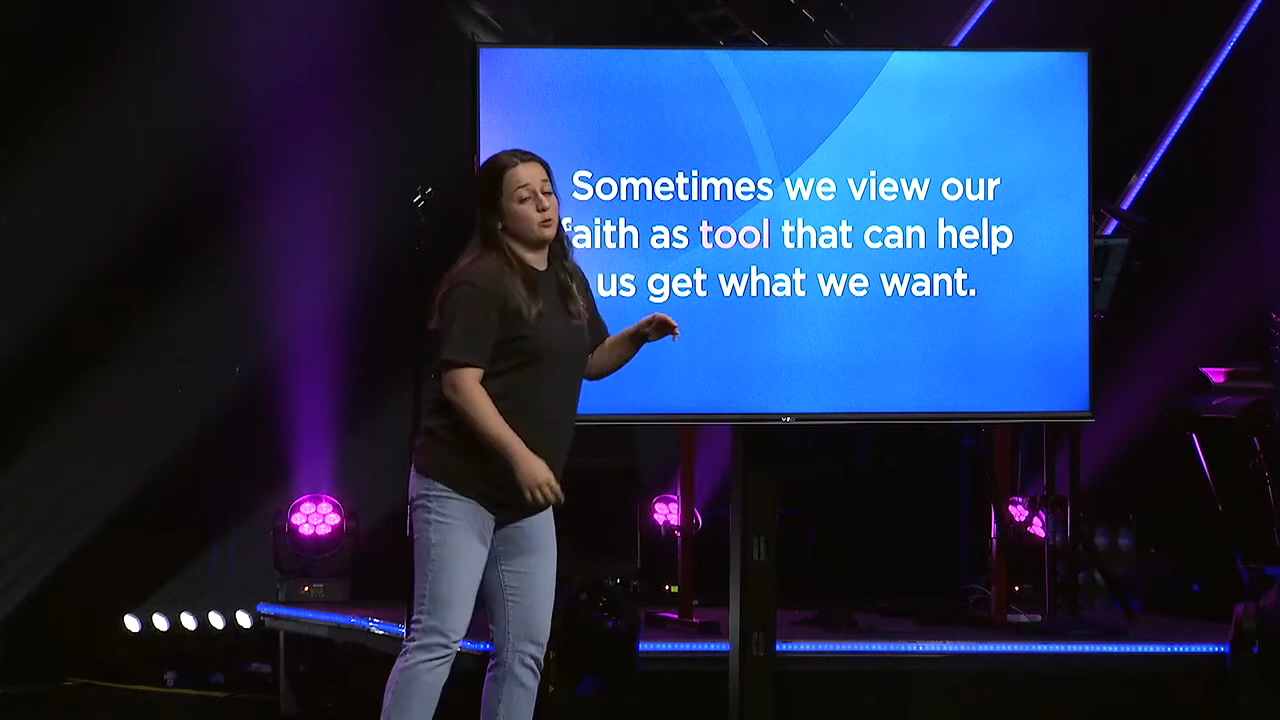 Sometimes we view our
faith as tool that can help
us get what we want.